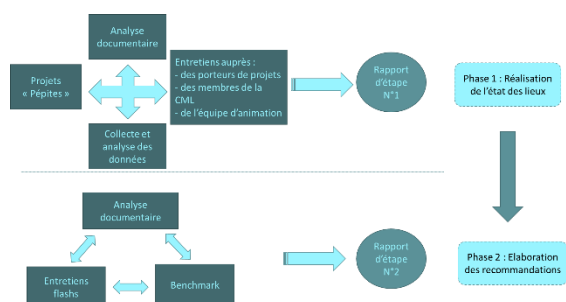 Analyse
documentaire
Projets
« Pépites »
Entretiens auprès :
- des porteurs de projets
- des membres de la
CML
- de l'équipe d'animation
Collecte et
analyse des
données
Rapport
d'étape
N°1
Phase 1 : Réalisation
de l'état des lieux
Analyse
documentaire
Entretiens
flashs
Benchmark
Rapport
d'étape
N°2
Phase 2 : Elaboration
des recommandations